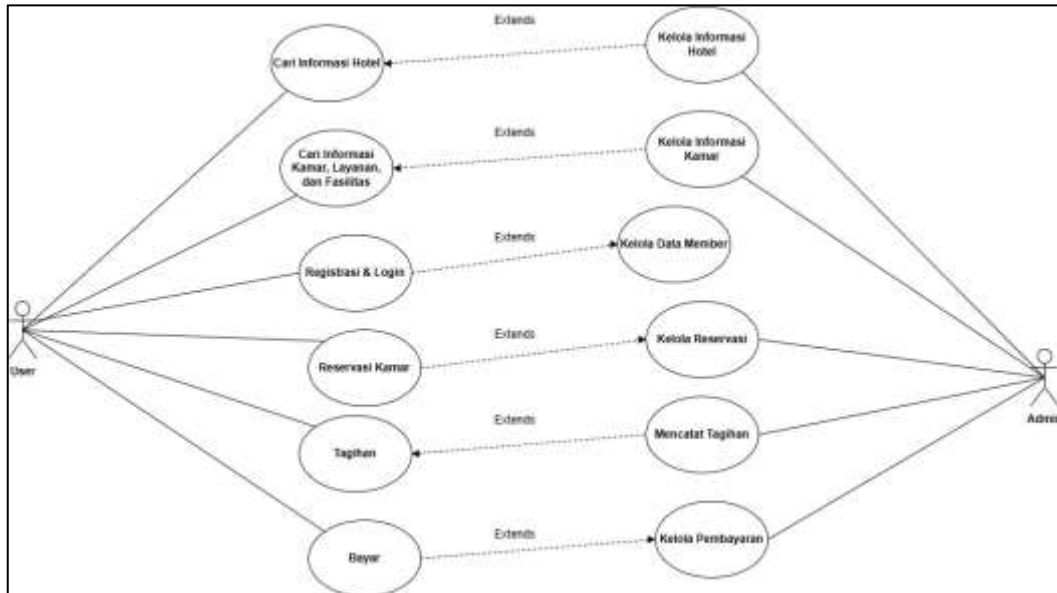 Extends
Cari Informasi Hotel
Kelola Informasi
Hotel
Extends
Cari Informasi
Kamar, Layanan,
dan Fasilitas
Kelola Informasi
Kamar
Extends
Registrasi & Login
Kelola Data Member
Extends
Reservasi Kamar
Kelola Reservasi
User
Admin
Extends
Tagihan
Mencatat Tagihan
Extends
Bayar
Kelola Pembayaran